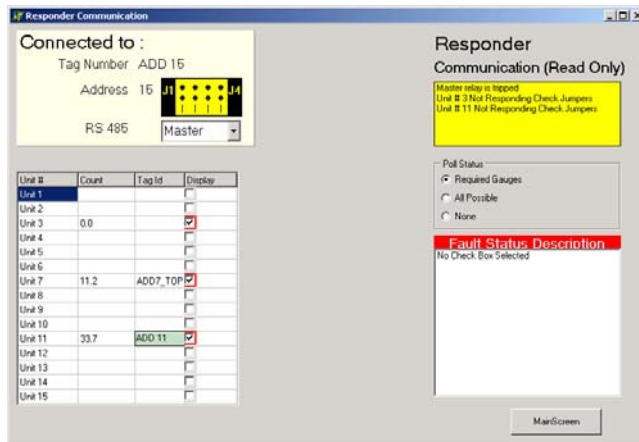 Responder Communication
Connected to :
Tag Number ADD 15
Address 15 J1 J4
RS 485 Master
Responder
Communication (Read Only)
Master relay is tripped
Unit # 3 Not Responding Check Jumpers
Unit # 11 Not Responding Check Jumpers
Poll Status
Required Gauges
All Possible
None
Unit # Count Tag Id Display
Unit 1
Unit 2
Unit 3 0.0
Unit 4
Unit 5
Unit 6
Unit 7 11.2 ADD7_TOP
Unit 8
Unit 9
Unit 10
Unit 11 33.7 ADD 11
Unit 12
Unit 13
Unit 14
Unit 15
Fault Status Description
No Check Box Selected
MainScreen